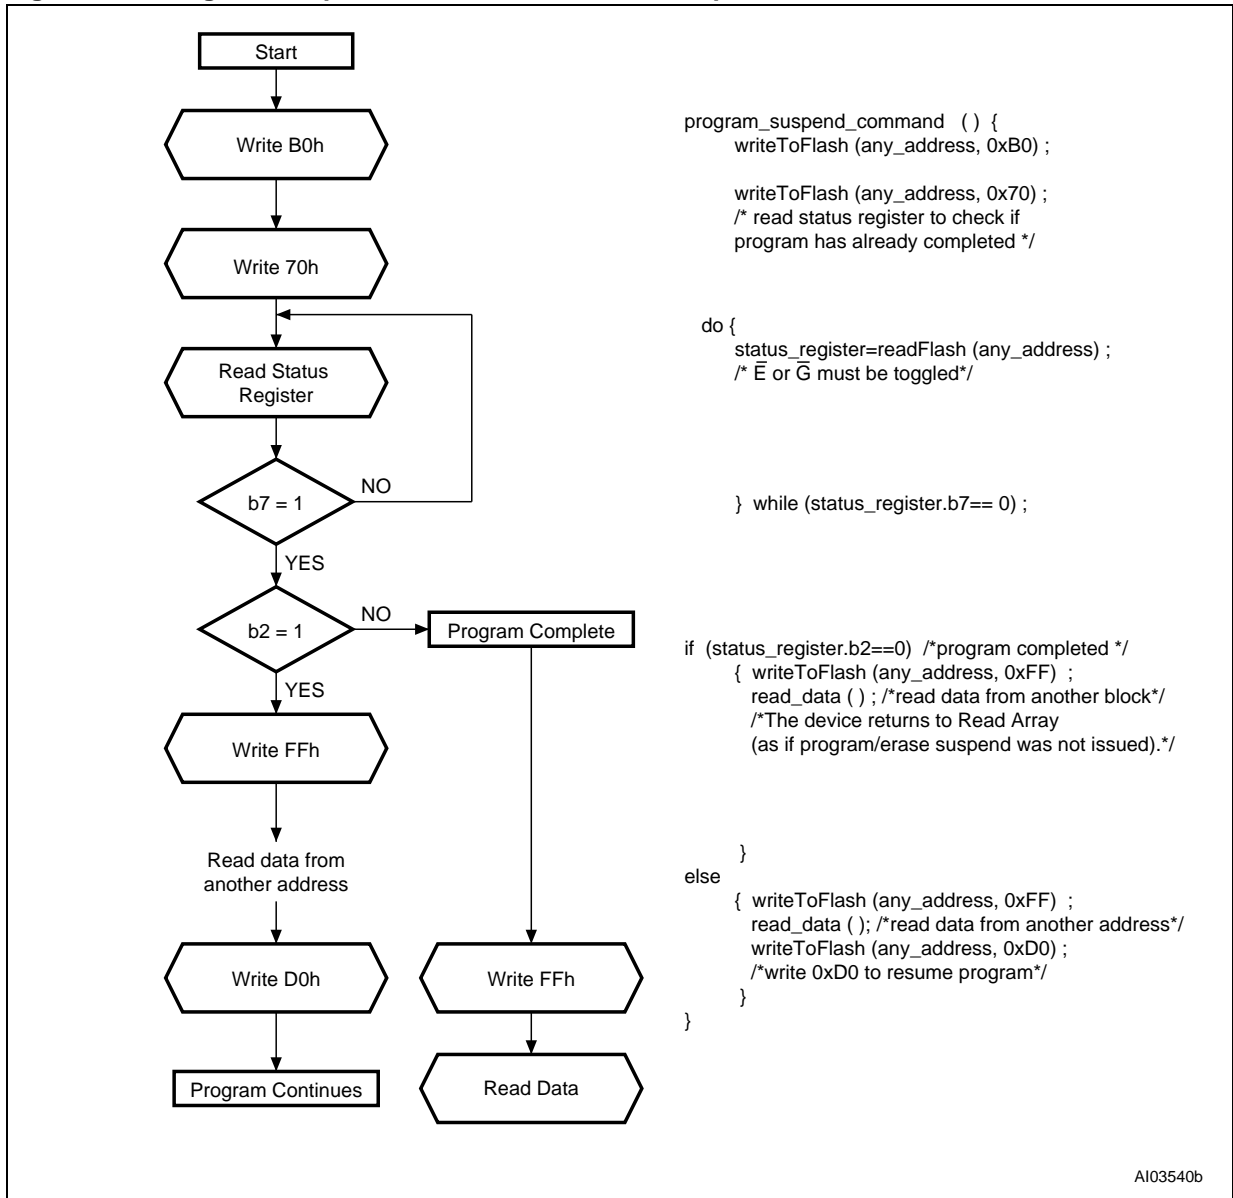 Start
Write B0h
Write 70h
Read Status
Register
b7 = 1
NO
YES
b2 = 1
NO
Program Complete
YES
Write FFh
Read data from
another address
Write D0h
Write FFh
Program Continues
Read Data
program_suspend_command ( ) {
writeToFlash (any_address, 0xB0) ;
writeToFlash (any_address, 0x70) ;
/* read status register to check if
program has already completed */
do {
status_register=readFlash (any_address) ;
/* E̅ or G̅ must be toggled*/
} while (status_register.b7== 0) ;
if (status_register.b2==0) /*program completed */
{ writeToFlash (any_address, 0xFF) ;
read_data ( ) ; /*read data from another block*/
/*The device returns to Read Array
(as if program/erase suspend was not issued).*/
}
else
{ writeToFlash (any_address, 0xFF) ;
read_data ( ); /*read data from another address*/
writeToFlash (any_address, 0xD0) ;
/*write 0xD0 to resume program*/
}
}
AI03540b